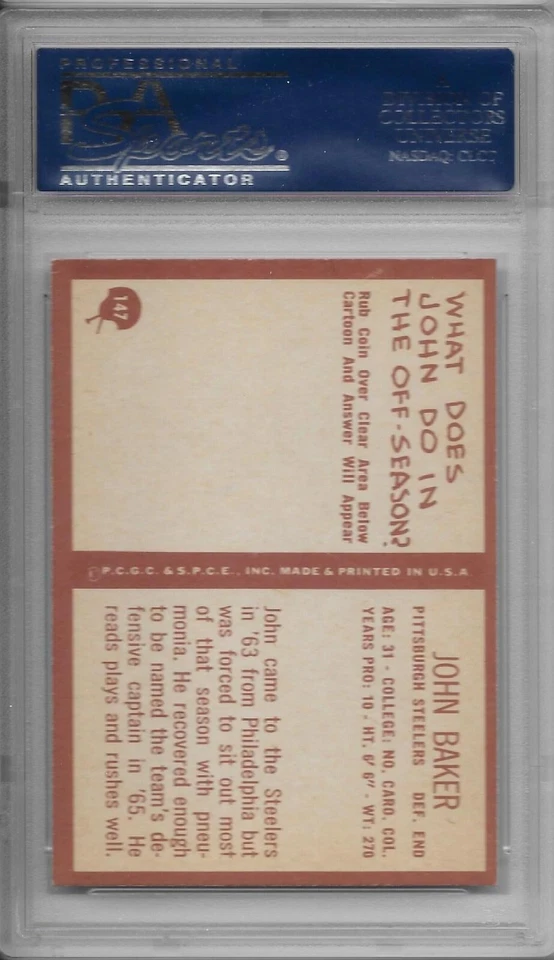 PROFESSIONAL
PSA
Sports®
AUTHENTICATOR
A
DIVISION OF
COLLECTORS
UNIVERSE
NASDAQ: CLCT
147
WHAT DOES
JOHN DO IN
THE OFF-SEASON?
Rub Coin Over Clear Area Below
Cartoon And Answer Will Appear
P.C.G.C. & S.P.C.E., INC. MADE & PRINTED IN U.S.A
JOHN BAKER
PITTSBURGH STEELERS DEF. END
AGE: 31 - COLLEGE: NO. CARO. COL.
YEARS PRO: 10 - HT. 6' 6" - WT: 270
John came to the Steelers
in '63 from Philadelphia but
was forced to sit out most
of that season with pneu-
monia. He recovered enough
to be named the team's de-
fensive captain in '65. He
reads plays and rushes well.